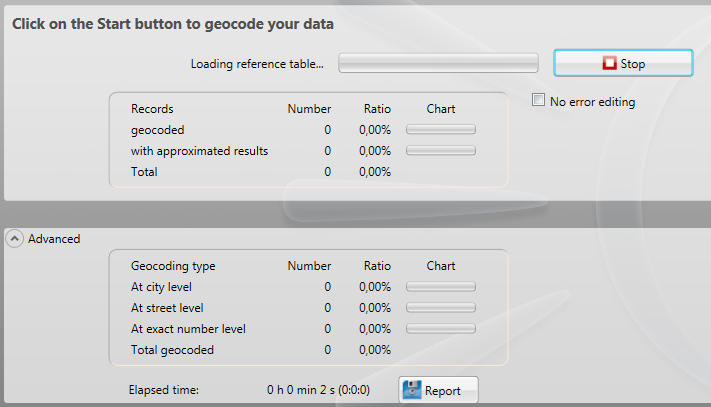 Click on the Start button to geocode your data
Loading reference table... Stop
No error editing
Records Number Ratio Chart
geocoded 0 0,00%
with approximated results 0 0,00%
Total 0 0,00%
Advanced
Geocoding type Number Ratio Chart
At city level 0 0,00%
At street level 0 0,00%
At exact number level 0 0,00%
Total geocoded 0 0,00%
Elapsed time: 0 h 0 min 2 s (0:0:0) Report